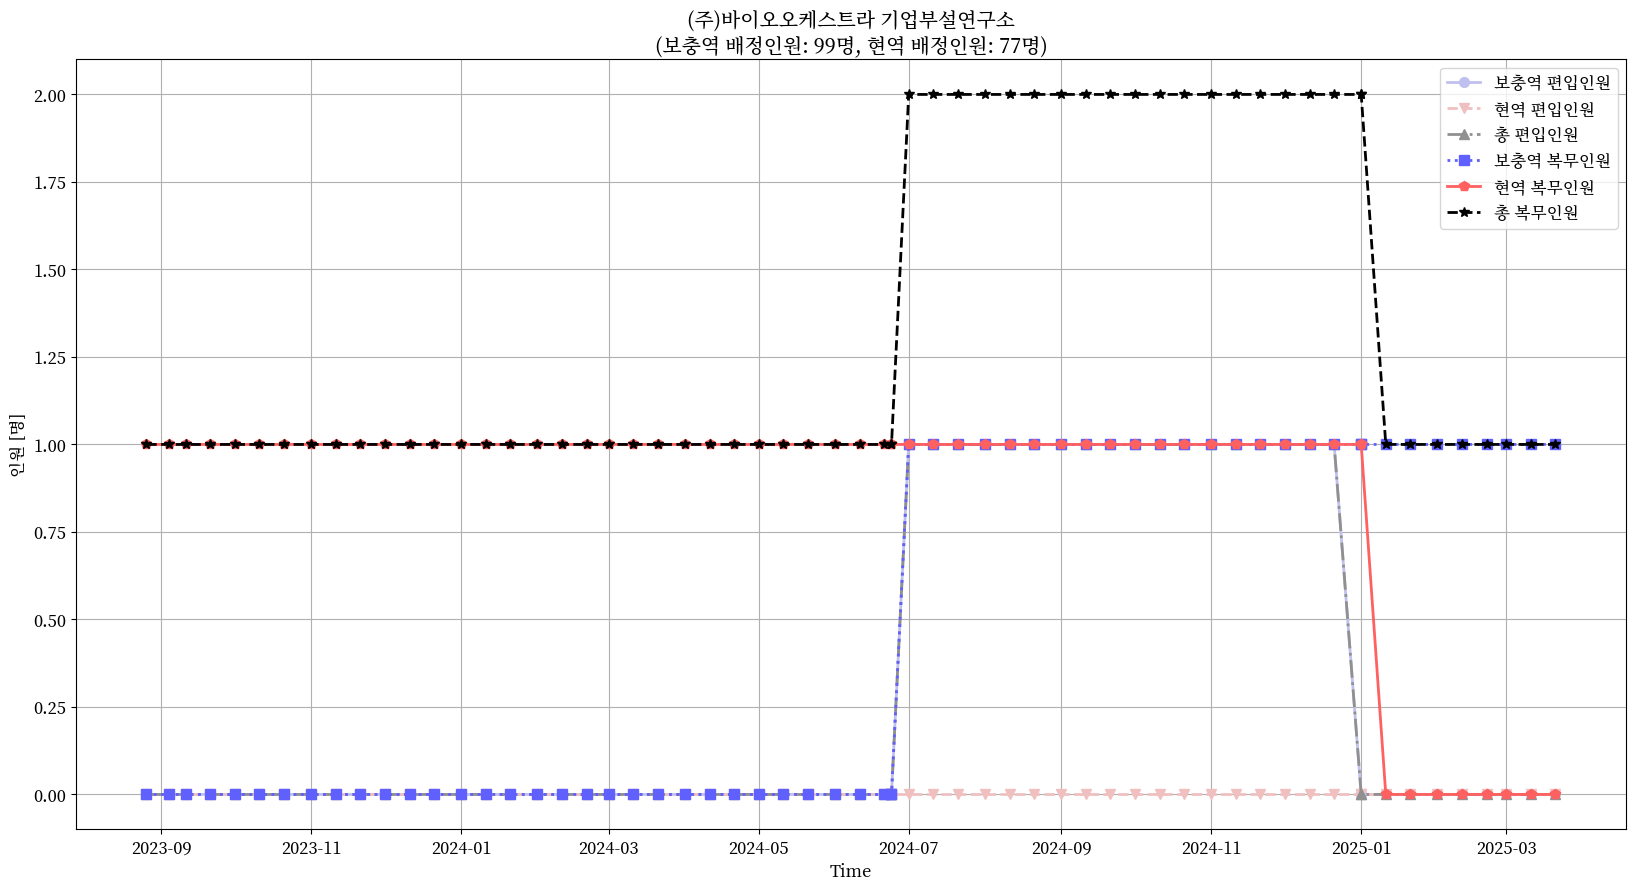 (주)바이오오케스트라 기업부설연구소
(보충역 배정인원: 99명, 현역 배정인원: 77명)
보충역 편입인원
현역 편입인원
총 편입인원
보충역 복무인원
현역 복무인원
총 복무인원
2.00
1.75
1.50
1.25
1.00
0.75
0.50
0.25
0.00
인원 [명]
2023-09 2023-11 2024-01 2024-03 2024-05 2024-07 2024-09 2024-11 2025-01 2025-03
Time